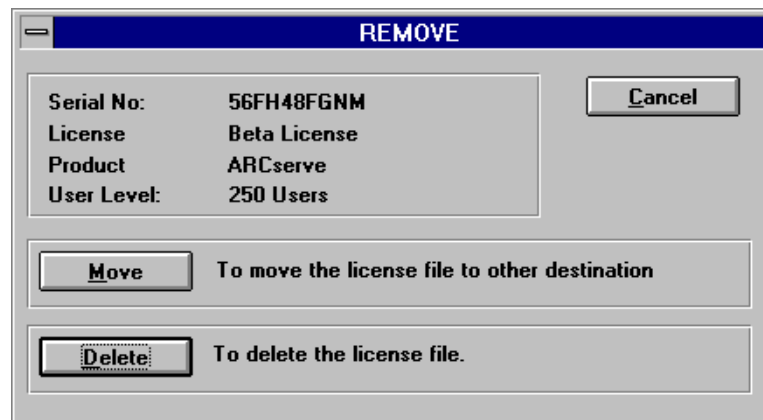 REMOVE
Serial No: 56FH48FGNM
Cancel
License Beta License
Product ARCserve
User Level: 250 Users
Move To move the license file to other destination
Delete To delete the license file.